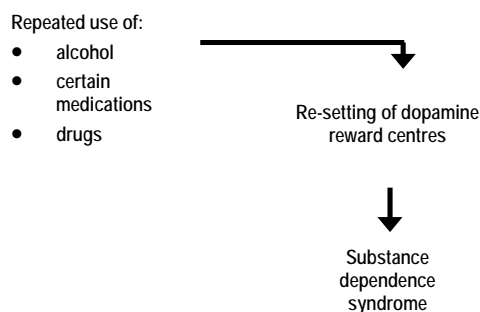 Repeated use of:
● alcohol
● certain
medications
● drugs
Re-setting of dopamine
reward centres
Substance
dependence
syndrome